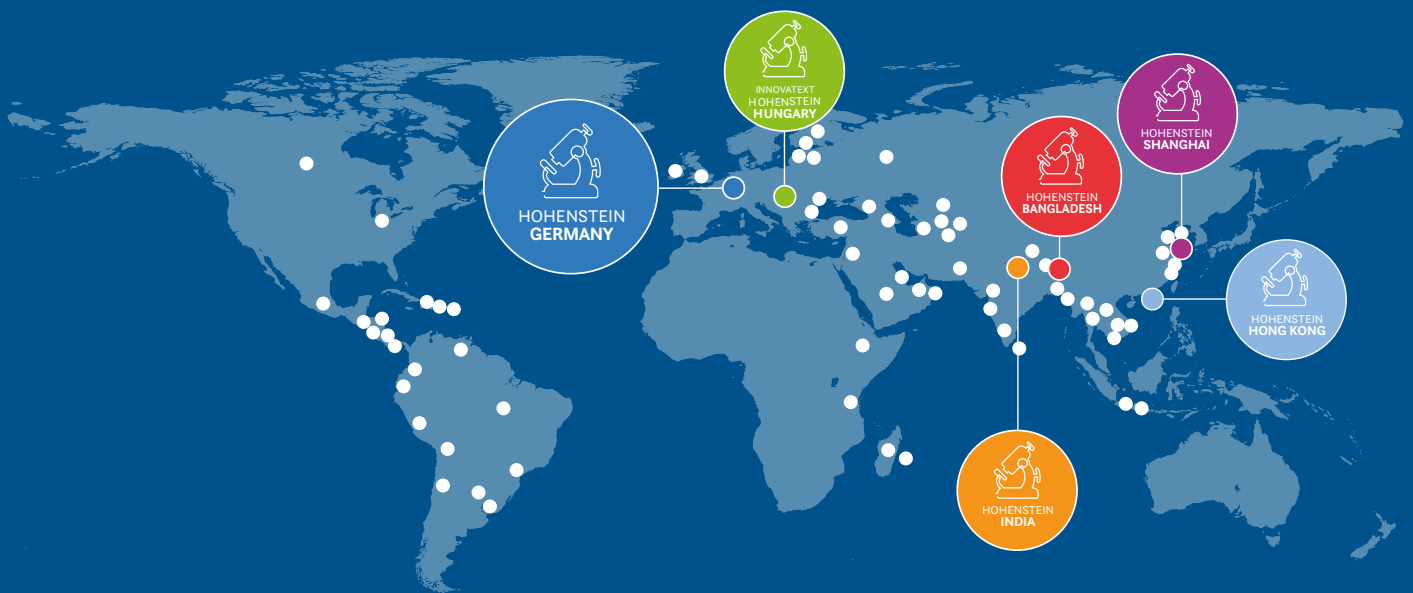 INNOVATEXT
HOHENSTEIN
HUNGARY
HOHENSTEIN
SHANGHAI
HOHENSTEIN
BANGLADESH
HOHENSTEIN
GERMANY
HOHENSTEIN
HONG KONG
HOHENSTEIN
INDIA